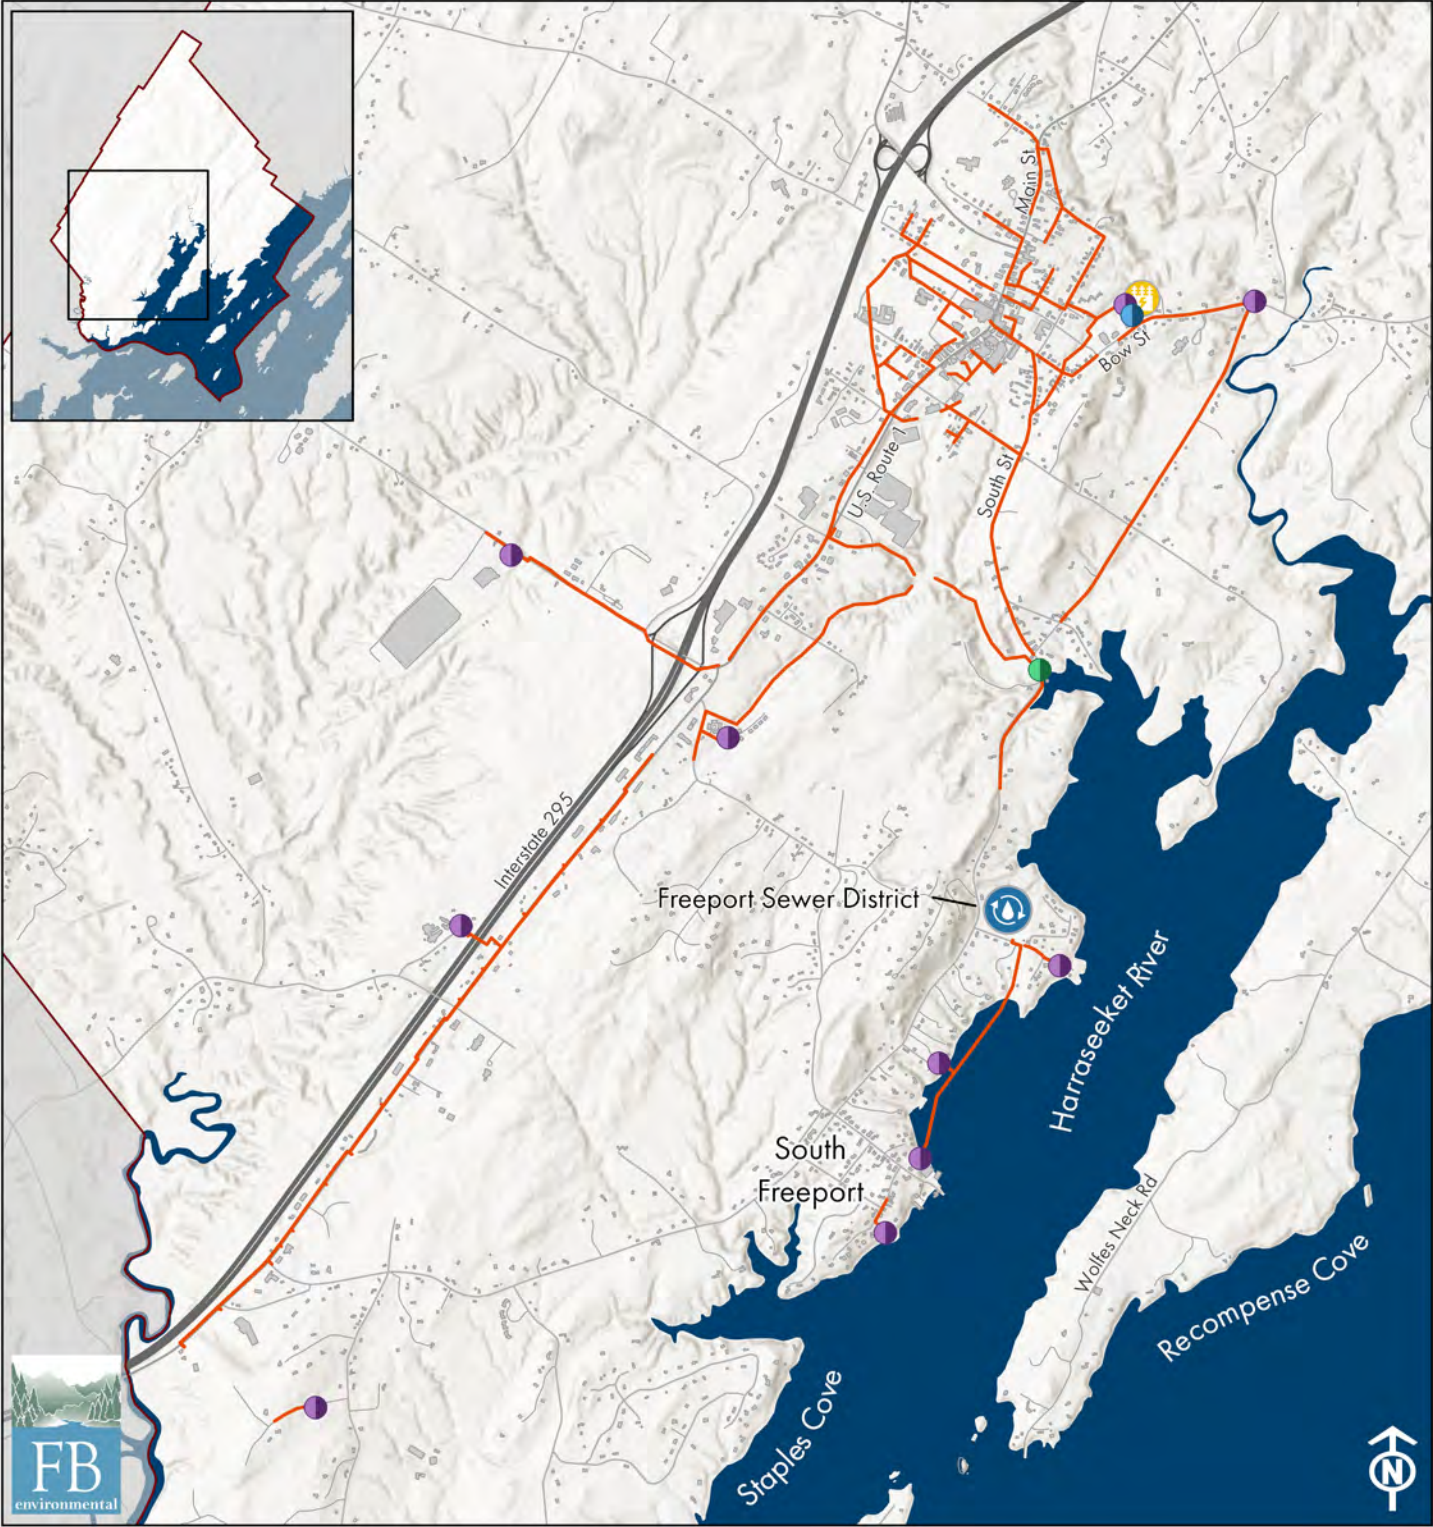 Main St
Bow St
U.S. Route 1
South St
Interstate 295
Freeport Sewer District
Harraseeket River
South
Freeport
Wolfes Neck Rd
Recompense Cove
Staples Cove
FB
environmental
N